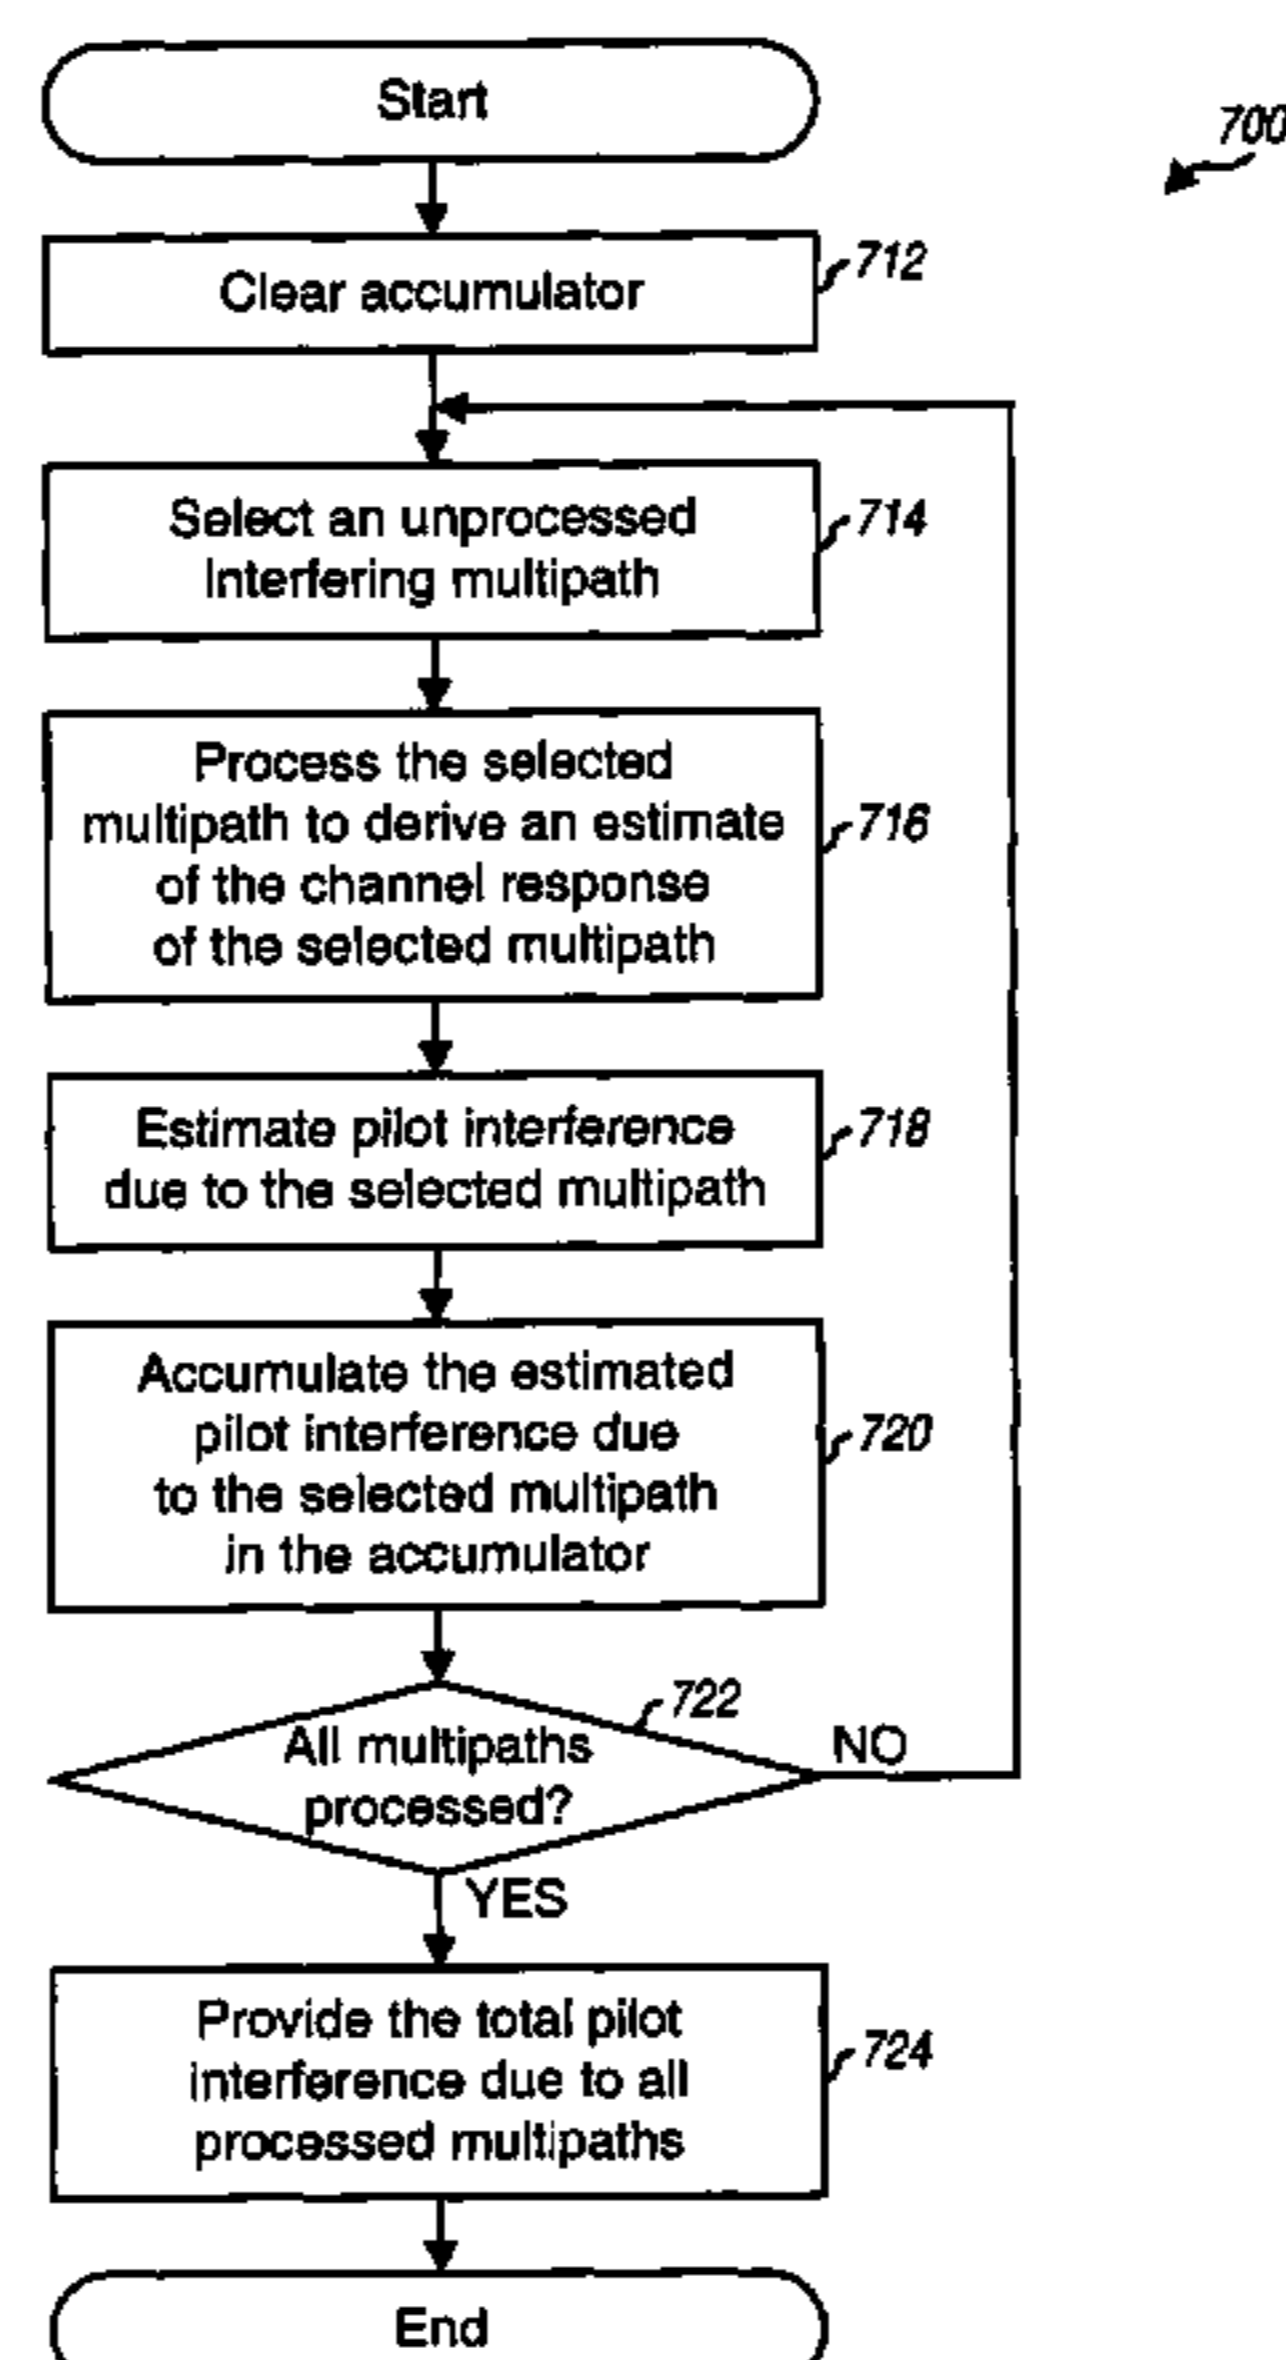 Start
700
Clear accumulator
712
Select an unprocessed
interfering multipath
714
Process the selected
multipath to derive an estimate
of the channel response
of the selected multipath
716
Estimate pilot interference
due to the selected multipath
718
Accumulate the estimated
pilot interference due
to the selected multipath
in the accumulator
720
722
All multipaths
processed?
NO
YES
Provide the total pilot
interference due to all
processed multipaths
724
End